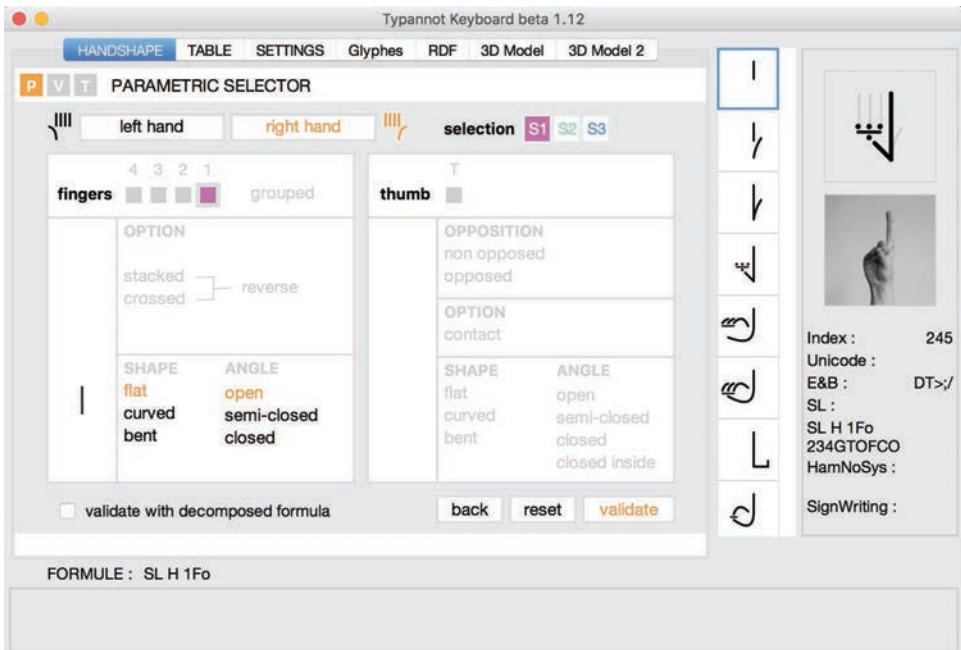 Typannot Keyboard beta 1.12
HANDSHAPE TABLE SETTINGS Glyphes RDF 3D Model 3D Model 2
P V T PARAMETRIC SELECTOR
left hand right hand selection S1 S2 S3
4 3 2 1
fingers grouped
T
thumb
OPTION
stacked
crossed
reverse
SHAPE ANGLE
flat open
curved semi-closed
bent closed
OPPOSITION
non opposed
opposed
OPTION
contact
SHAPE ANGLE
flat open
curved semi-closed
bent closed
closed inside
validate with decomposed formula
back reset validate
FORMULE : SL H 1Fo
Index : 245
Unicode :
E&B : DT>;/
SL :
SL H 1Fo
234GTOFCO
HamNoSys :
SignWriting :